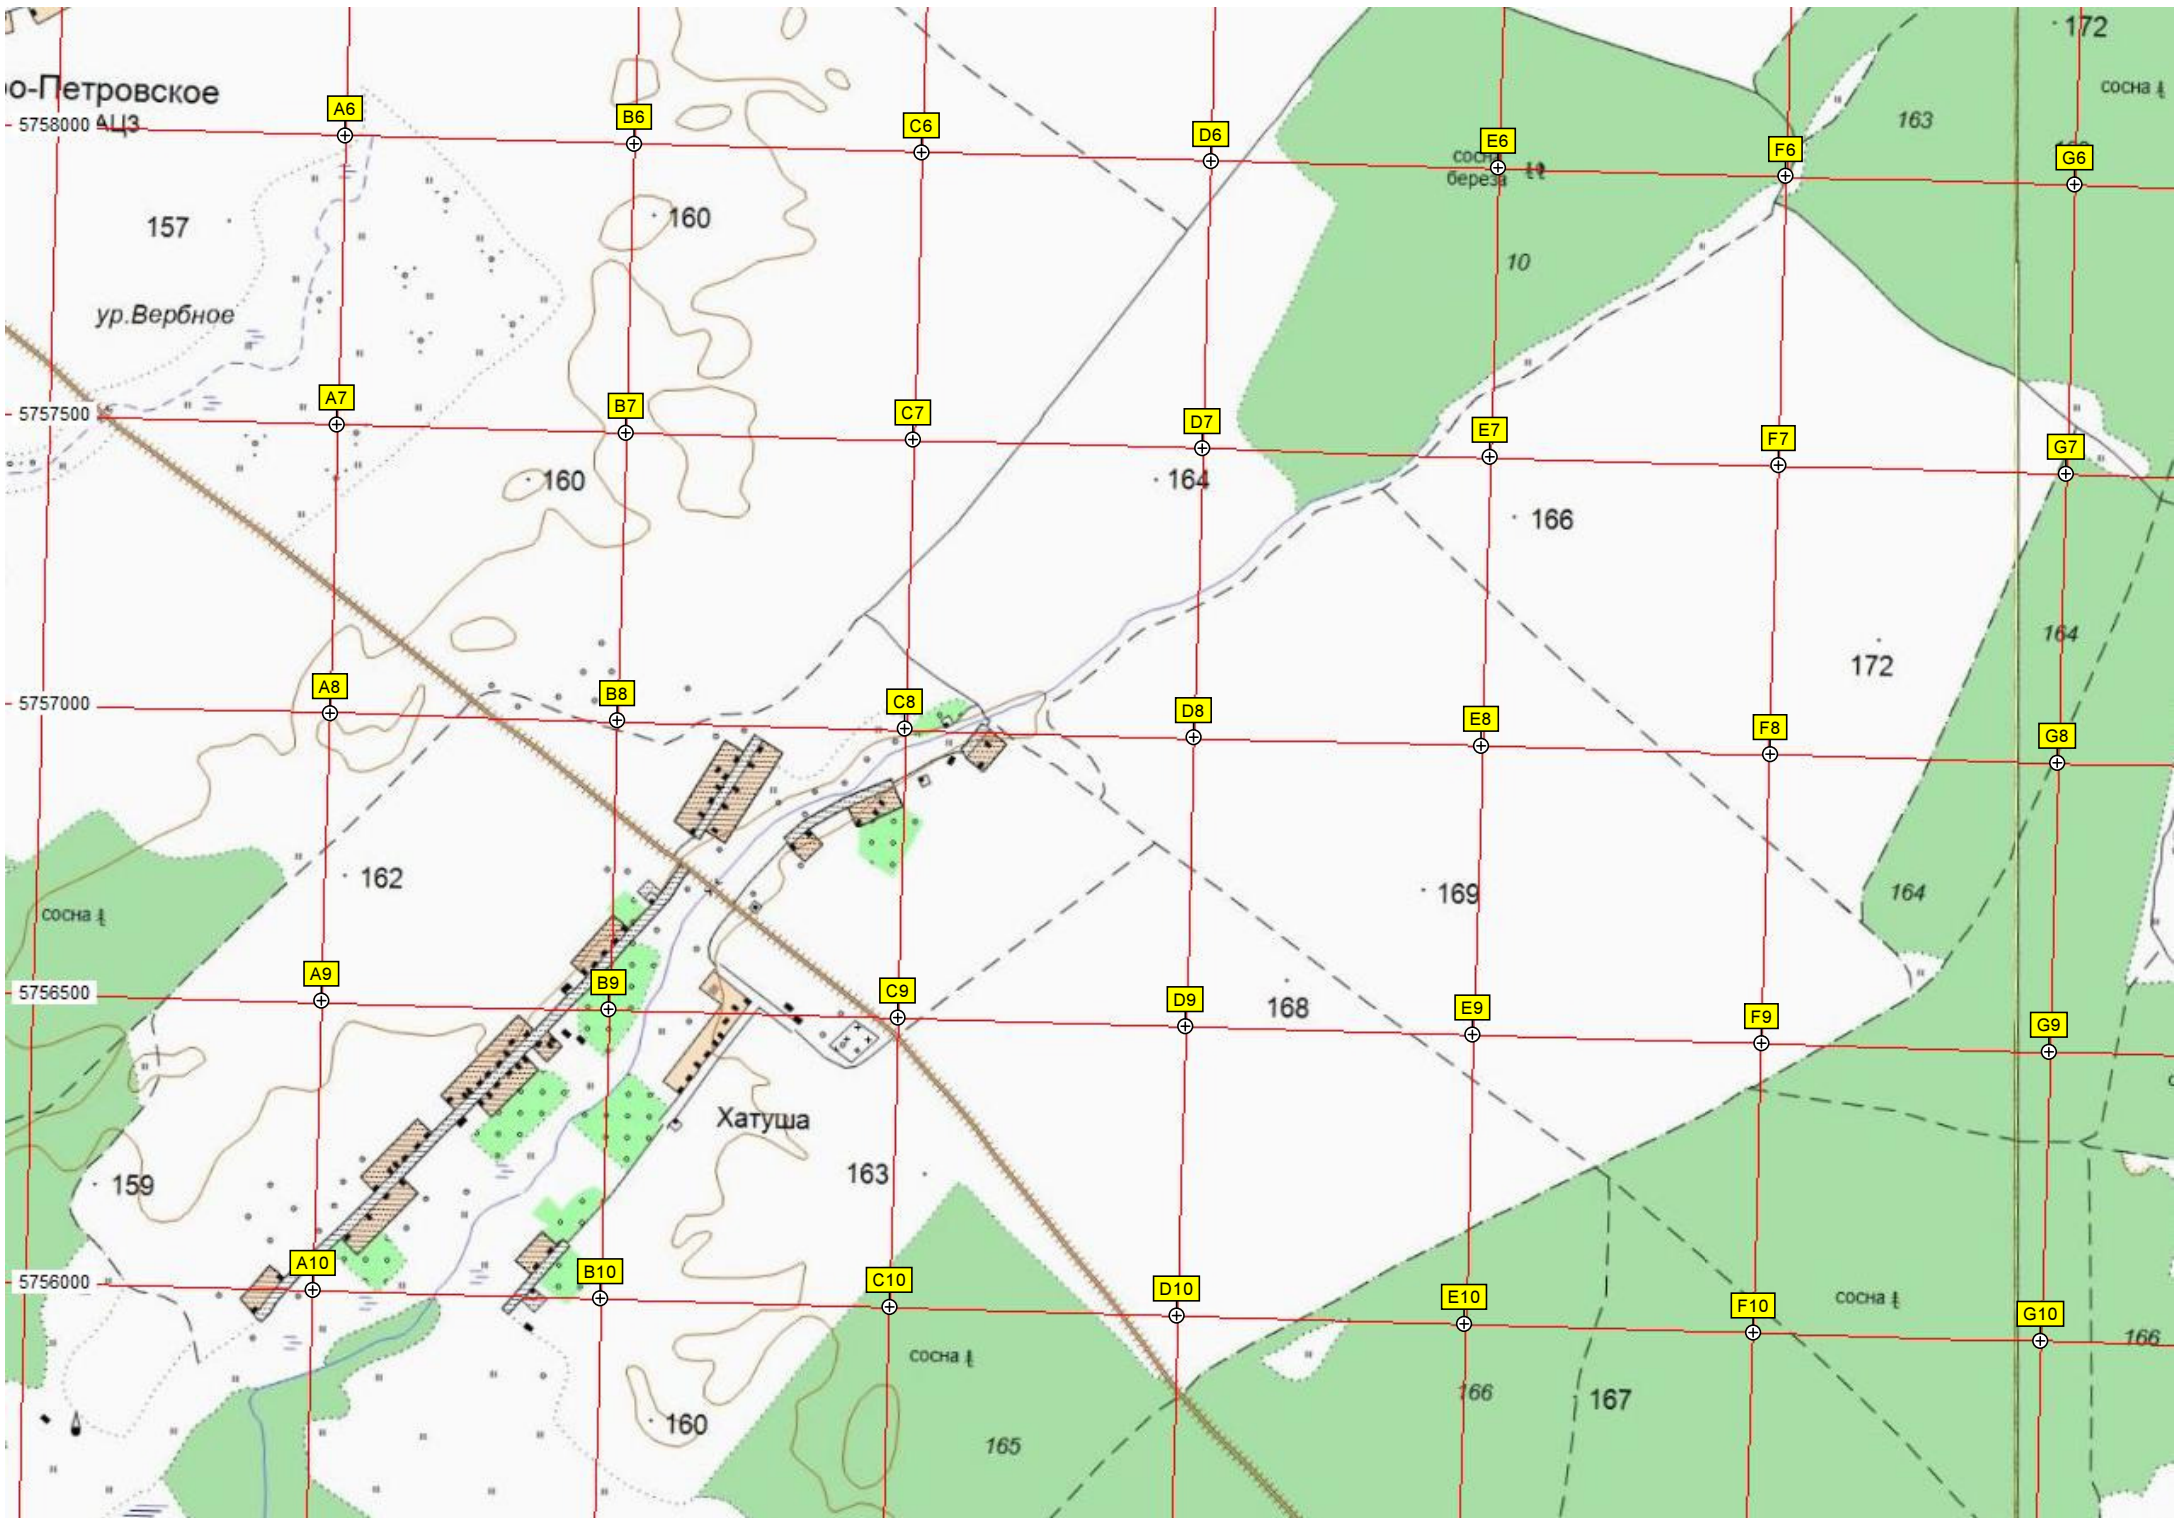 172
сосна
о-Петровское
163
АЦ3
5758000
A6
B6
C6
D6
E6
F6
G6
сосна
береза
157
160
10
ур.Вербное
5757500
A7
B7
C7
D7
E7
F7
G7
160
164
166
164
172
5757000
A8
B8
C8
D8
E8
F8
G8
162
169
164
сосна
5756500
A9
B9
C9
D9
E9
F9
G9
168
Хатуша
163
159
5756000
A10
B10
C10
D10
E10
F10
G10
сосна
166
сосна
166
167
160
165